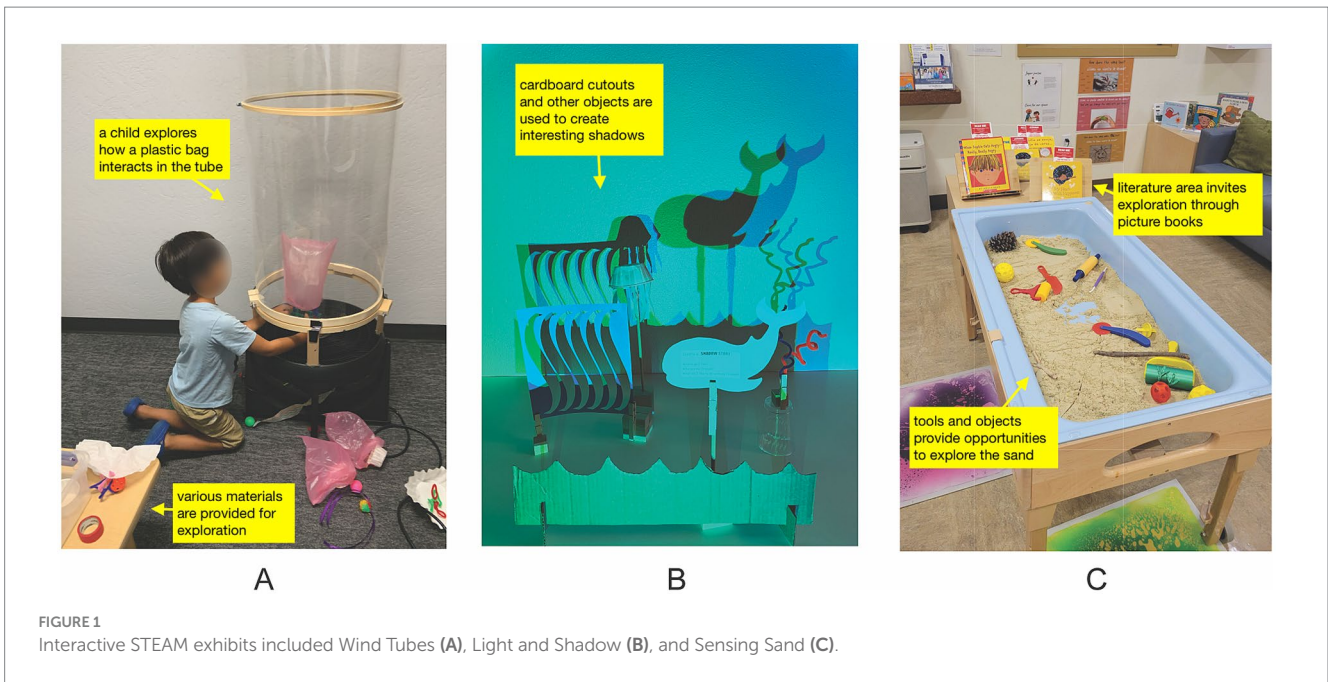 a child explores
how a plastic bag
interacts in the tube
various materials
are provided for
exploration
cardboard cutouts
and other objects are
used to create
interesting shadows
literature area invites
exploration through
picture books
tools and objects
provide opportunities
to explore the sand
A
B
C
FIGURE 1
Interactive STEAM exhibits included Wind Tubes (A), Light and Shadow (B), and Sensing Sand (C).